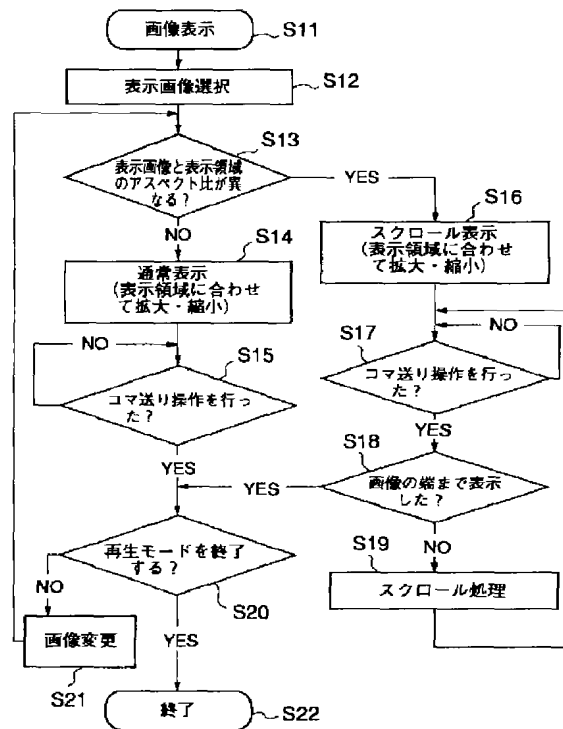 画像表示
S11
表示画像選択
S12
S13
表示画像と表示領域
のアスペクト比が異
なる?
YES
NO
S14
通常表示
(表示領域に合わせ
て拡大・縮小)
S16
スクロール表示
(表示領域に合わせ
て拡大・縮小)
NO
S15
コマ送り操作を行っ
た?
YES
S17
NO
コマ送り操作を行っ
た?
YES
S18
画像の端まで表示
した?
YES
NO
S19
スクロール処理
再生モードを終了
する?
S20
NO
YES
画像変更
S21
終了
S22